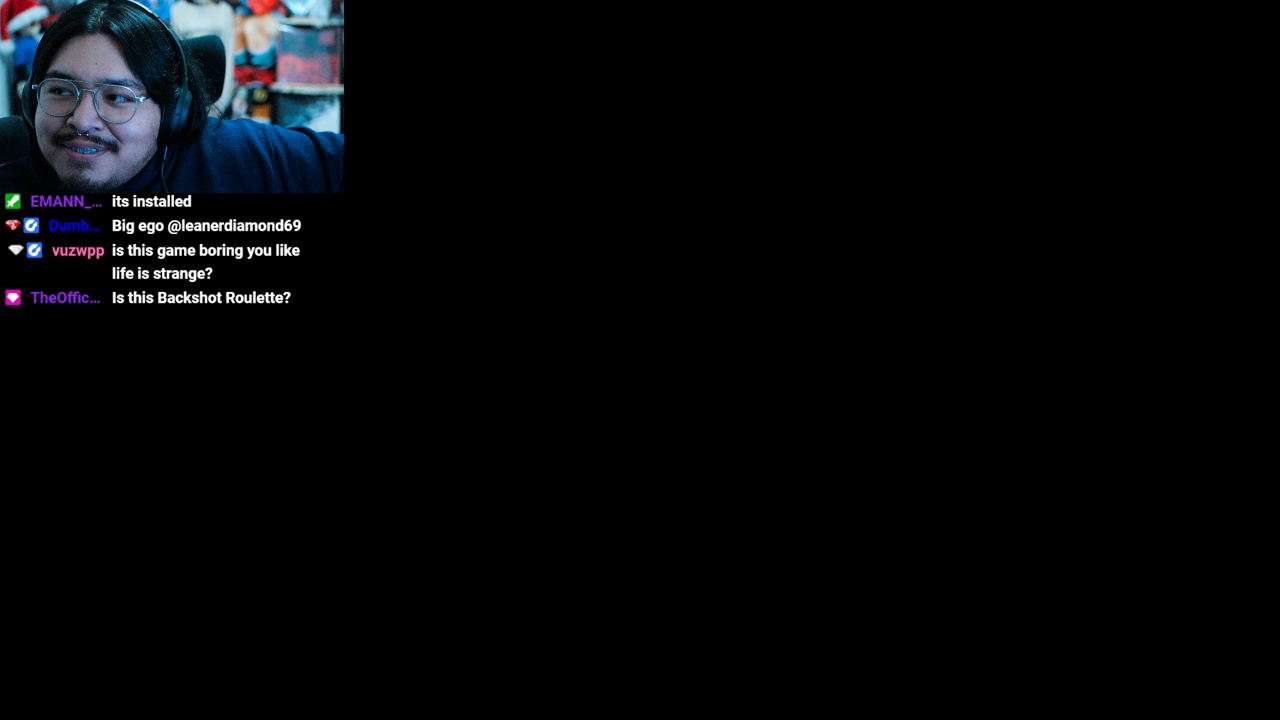 EMANN_... its installed
Dumb... Big ego @leanerdiamond69
vuzwpp is this game boring you like
life is strange?
TheOffic... Is this Backshot Roulette?